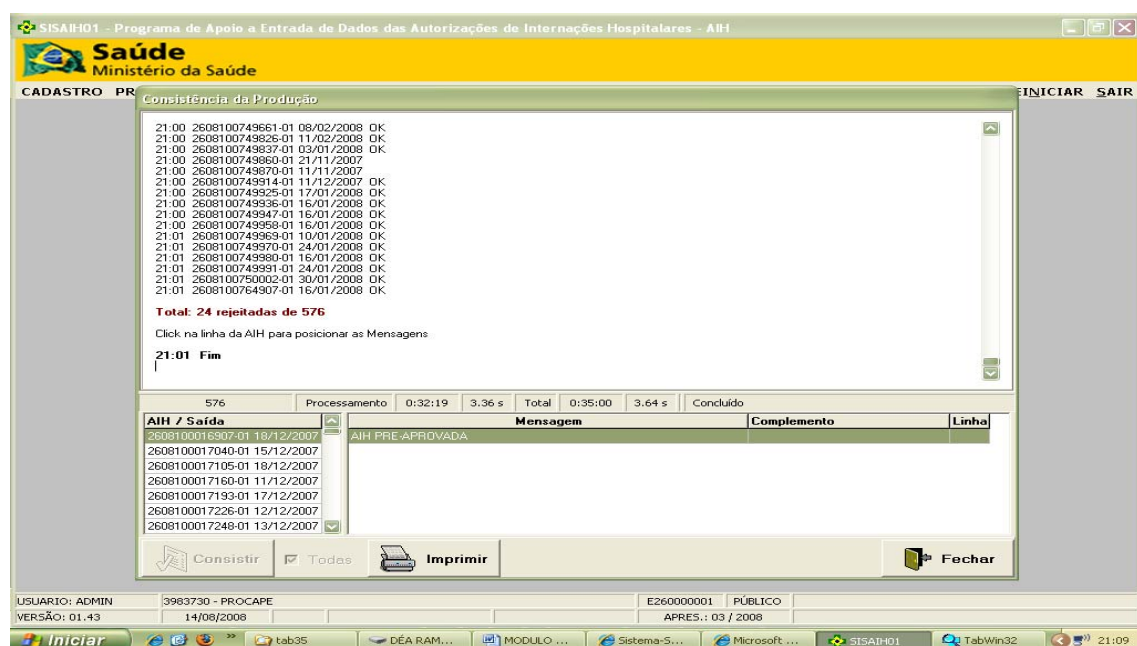 SISAIH01 - Programa de Apoio a Entrada de Dados das Autorizações de Internações Hospitalares - AIH
Saúde
Ministério da Saúde
CADASTRO PR
EINICIAR SAIR
Consistência da Produção
21:00 2608100749661-01 08/02/2008 OK
21:00 2608100749826-01 11/02/2008 OK
21:00 2608100749837-01 03/01/2008 OK
21:00 2608100749860-01 21/11/2007
21:00 2608100749870-01 11/11/2007
21:00 2608100749914-01 11/12/2007 OK
21:00 2608100749925-01 17/01/2008 OK
21:00 2608100749936-01 16/01/2008 OK
21:00 2608100749947-01 16/01/2008 OK
21:00 2608100749958-01 16/01/2008 OK
21:01 2608100749969-01 10/01/2008 OK
21:01 2608100749970-01 24/01/2008 OK
21:01 2608100749980-01 16/01/2008 OK
21:01 2608100749991-01 24/01/2008 OK
21:01 2608100750002-01 30/01/2008 OK
21:01 2608100764907-01 16/01/2008 OK
Total: 24 rejeitadas de 576
Click na linha da AIH para posicionar as Mensagens
21:01 Fim
576 Processamento 0:32:19 3.36 s Total 0:35:00 3.64 s Concluído
AIH / Saída Mensagem Complemento Linha
2608100016907-01 18/12/2007 AIH PRE-APROVADA
2608100017040-01 15/12/2007
2608100017105-01 18/12/2007
2608100017160-01 11/12/2007
2608100017193-01 17/12/2007
2608100017226-01 12/12/2007
2608100017248-01 13/12/2007
Consistir Todas Imprimir Fechar
USUARIO: ADMIN 3983730 - PROCAPE E260000001 PÚBLICO
VERSÃO: 01.43 14/08/2008 APRES.: 03 / 2008
Iniciar » tab35 DÉA RAM... MODULO ... Sistema-S... Microsoft ... SISAIH01 TabWin32 21:09